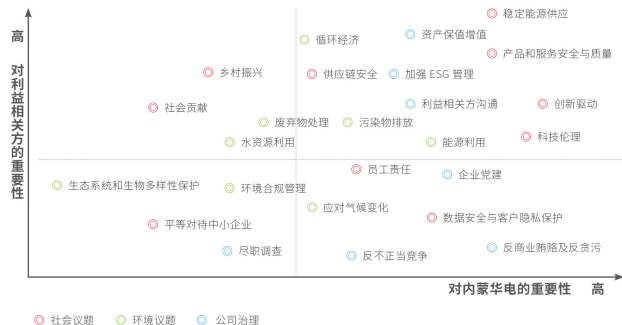 高
对利益相关方的重要性
稳定能源供应
资产保值增值
循环经济
产品和服务安全与质量
乡村振兴
供应链安全
加强 ESG 管理
社会贡献
利益相关方沟通
创新驱动
废弃物处理
污染物排放
科技伦理
水资源利用
能源利用
员工责任
企业党建
生态系统和生物多样性保护
环境合规管理
应对气候变化
数据安全与客户隐私保护
平等对待中小企业
尽职调查
反不正当竞争
反商业贿赂及反贪污
对内蒙华电的重要性 高
社会议题 环境议题 公司治理